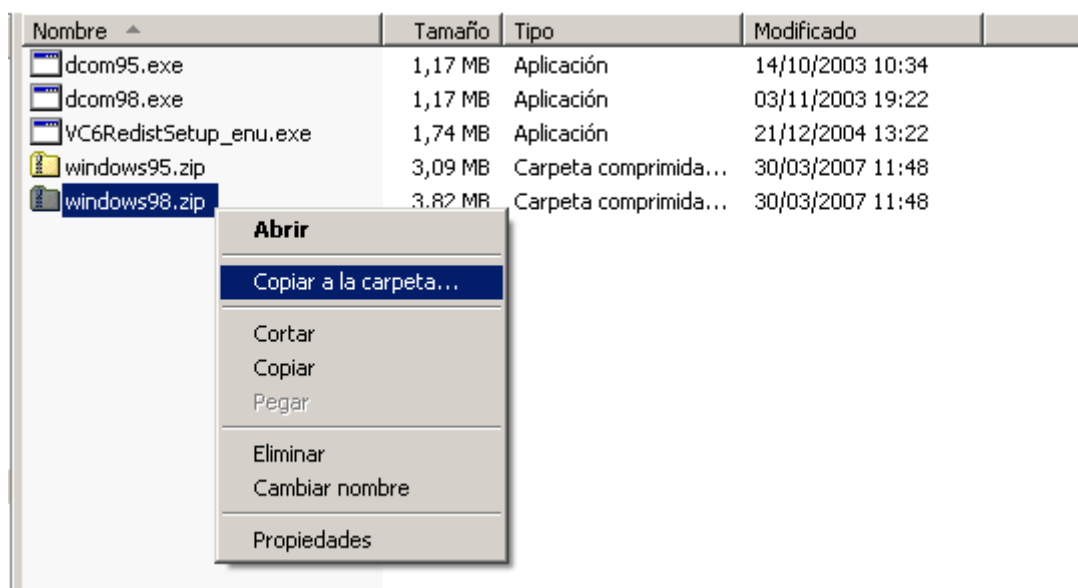 Nombre Tamaño Tipo Modificado
dcom95.exe 1,17 MB Aplicación 14/10/2003 10:34
dcom98.exe 1,17 MB Aplicación 03/11/2003 19:22
VC6RedistSetup_enu.exe 1,74 MB Aplicación 21/12/2004 13:22
windows95.zip 3,09 MB Carpeta comprimida... 30/03/2007 11:48
windows98.zip 3,82 MB Carpeta comprimida... 30/03/2007 11:48
Abrir
Copiar a la carpeta...
Cortar
Copiar
Pegar
Eliminar
Cambiar nombre
Propiedades